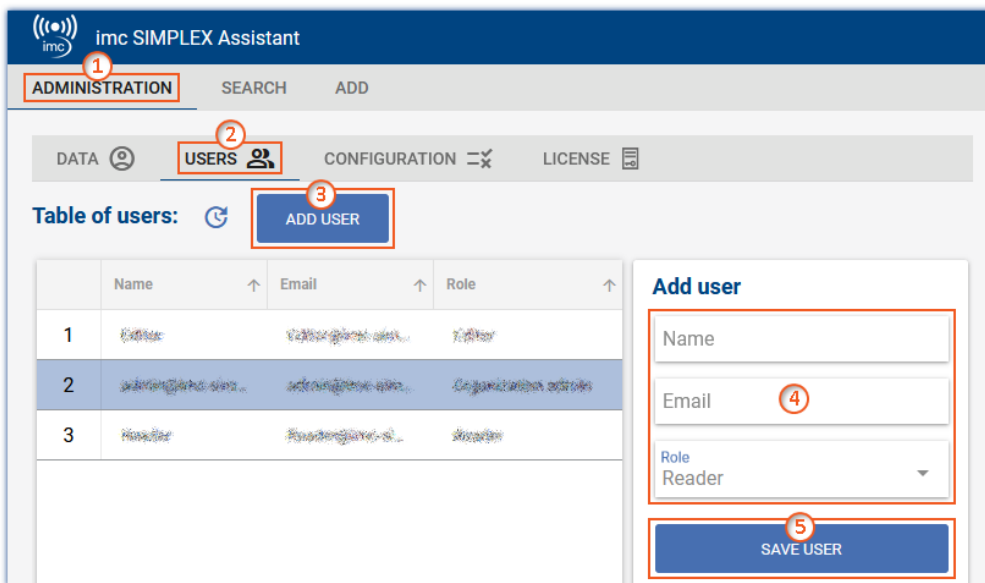 ((•)) imc
imc SIMPLEX Assistant
1
ADMINISTRATION SEARCH ADD
2
DATA USERS CONFIGURATION LICENSE
3
Table of users: ADD USER
Name Email Role
Add user
1
Name
2
Email 4
3
Role
Reader
5
SAVE USER